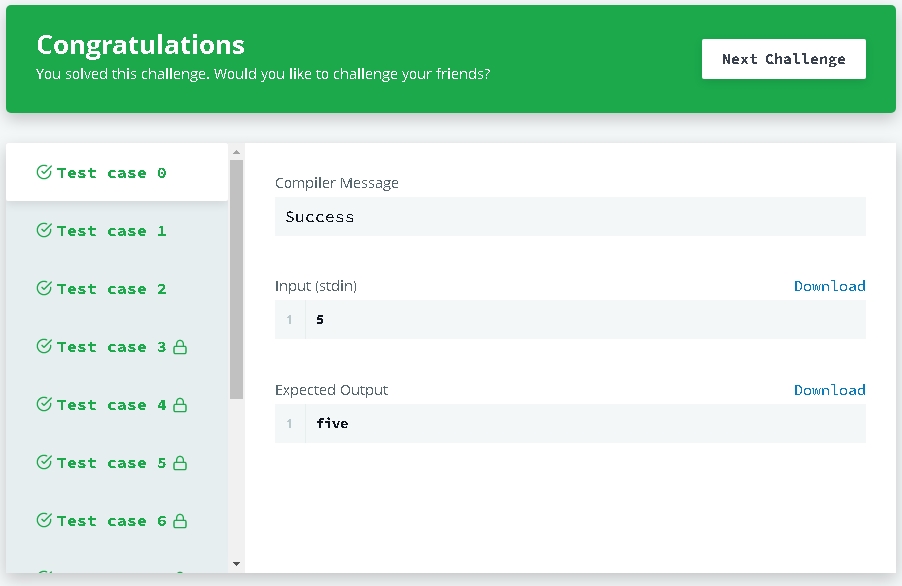 Congratulations
You solved this challenge. Would you like to challenge your friends?
Next Challenge
Test case 0
Test case 1
Test case 2
Test case 3
Test case 4
Test case 5
Test case 6
Compiler Message
Success
Input (stdin)
Download
1 5
Expected Output
Download
1 five